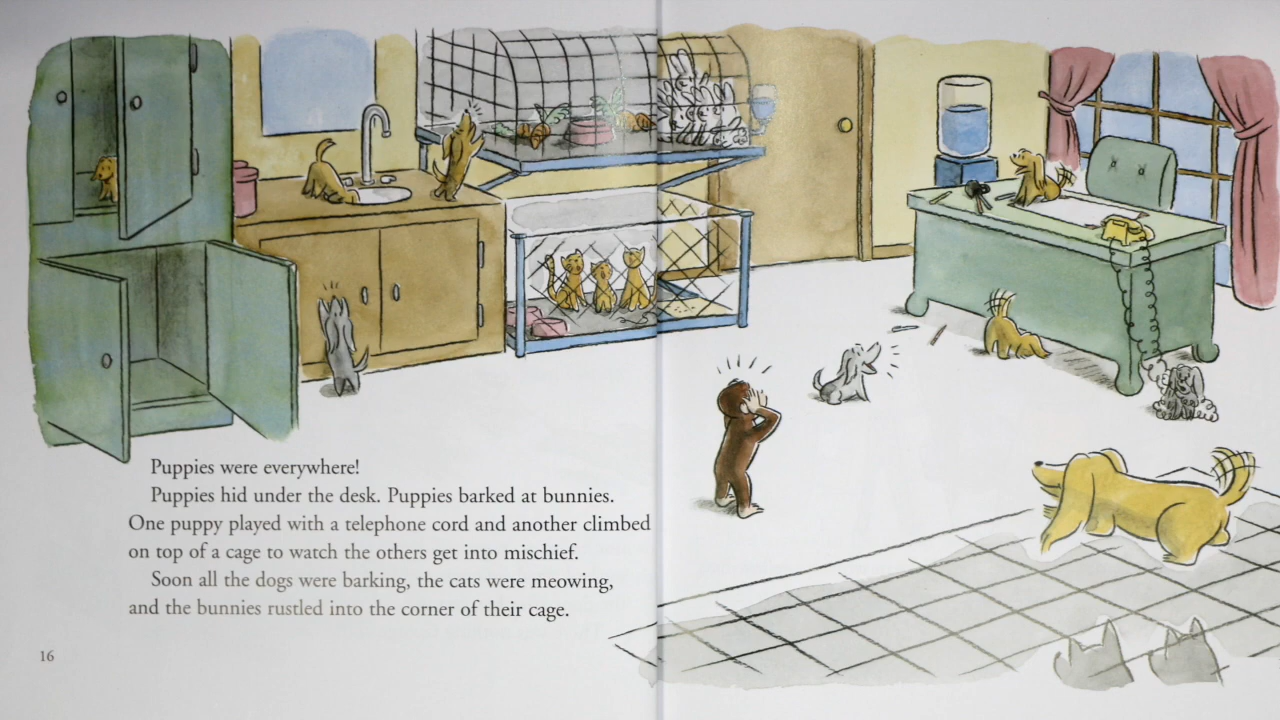 Puppies were everywhere!
Puppies hid under the desk. Puppies barked at bunnies.
One puppy played with a telephone cord and another climbed
on top of a cage to watch the others get into mischief.
Soon all the dogs were barking, the cats were meowing,
and the bunnies rustled into the corner of their cage.
16